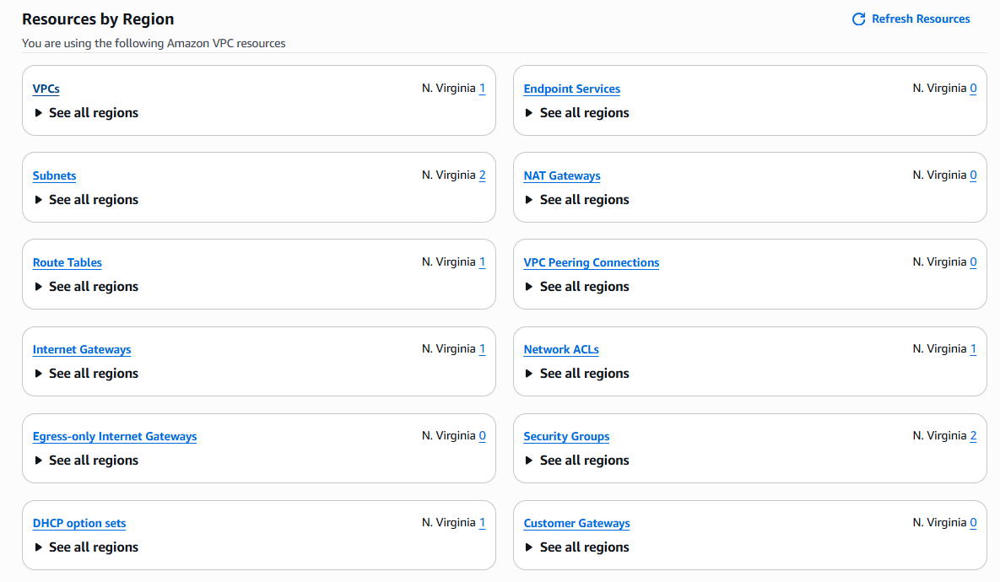 Resources by Region
Refresh Resources
You are using the following Amazon VPC resources
VPCs
N. Virginia 1
See all regions
Endpoint Services
N. Virginia 0
See all regions
Subnets
N. Virginia 2
See all regions
NAT Gateways
N. Virginia 0
See all regions
Route Tables
N. Virginia 1
See all regions
VPC Peering Connections
N. Virginia 0
See all regions
Internet Gateways
N. Virginia 1
See all regions
Network ACLs
N. Virginia 1
See all regions
Egress-only Internet Gateways
N. Virginia 0
See all regions
Security Groups
N. Virginia 2
See all regions
DHCP option sets
N. Virginia 1
See all regions
Customer Gateways
N. Virginia 0
See all regions